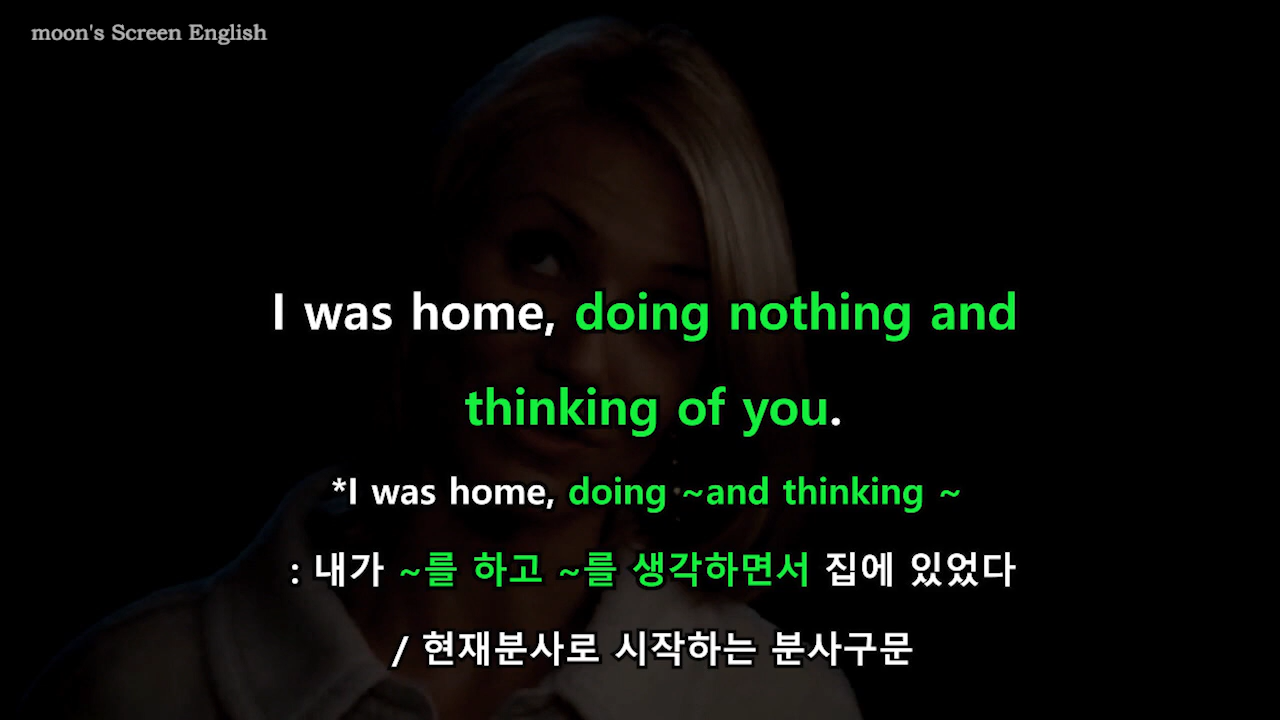 moon's Screen English
I was home, doing nothing and
thinking of you.
*I was home, doing ~and thinking ~
: 내가 ~를 하고 ~를 생각하면서 집에 있었다
/ 현재분사로 시작하는 분사구문